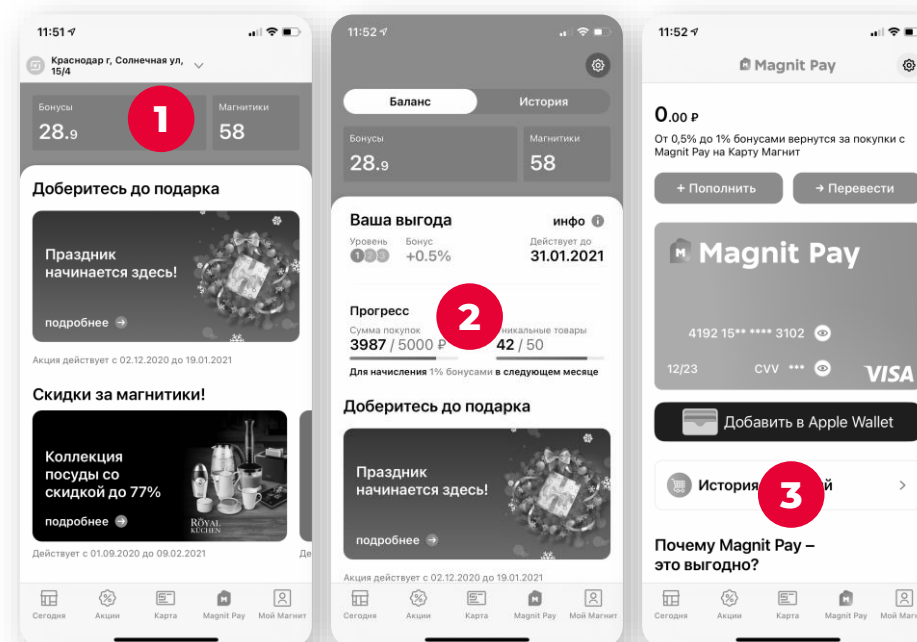 11:51
Краснодар г, Солнечная ул,
15/4
Бонусы
28.9
1
Магнитики
58
Доберитесь до подарка
Праздник
начинается здесь!
подробнее
Акция действует с 02.12.2020 до 19.01.2021
Скидки за магнитики!
Коллекция
посуды со
скидкой до 77%
подробнее
RÖYAL
KÜCHEN
Действует с 01.09.2020 до 09.02.2021
Сегодня Акции Карта Magnit Pay Мой Магнит
11:52
Баланс История
Бонусы
28.9
Магнитики
58
Ваша выгода инфо
Уровень Бонус Действует до
1 2 3 +0.5% 31.01.2021
Прогресс
2
Сумма покупок
3987 / 5000 ₽
товары
42 / 50
Для начисления 1% бонусами в следующем месяце
Доберитесь до подарка
Праздник
начинается здесь!
подробнее
Акция действует с 02.12.2020 до 19.01.2021
Сегодня Акции Карта Magnit Pay Мой Магнит
11:52
Magnit Pay
0.00 ₽
От 0,5% до 1% бонусами вернутся за покупки с
Magnit Pay на Карту Магнит
+ Пополнить → Перевести
Magnit Pay
4192 15** **** 3102
12/23 CVV *** VISA
Добавить в Apple Wallet
История
3
Почему Magnit Pay –
это выгодно?
Сегодня Акции Карта Magnit Pay Мой